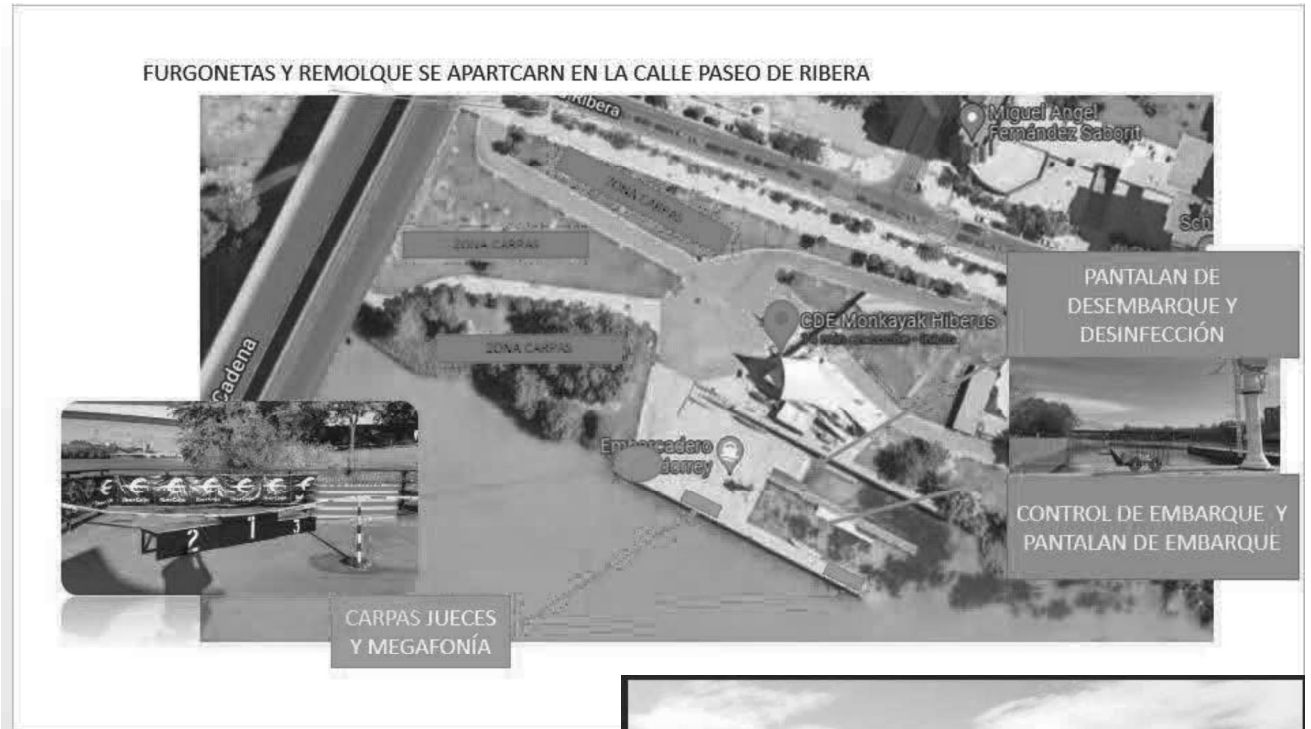 FURGONETAS Y REMOLQUE SE APARTCARN EN LA CALLE PASEO DE RIBERA
Ribera
Miguel Angel
Fernández Saborit
ZONA CARPAS
ZONA CARPAS
Sch
PANTALAN DE
DESEMBARQUE Y
DESINFECCIÓN
CDE Monkayak Hiberus
ZONA CARPAS
Cadena
Embarcadero
2 1 3
CONTROL DE EMBARQUE Y
PANTALAN DE EMBARQUE
CARPAS JUECES
Y MEGAFONÍA